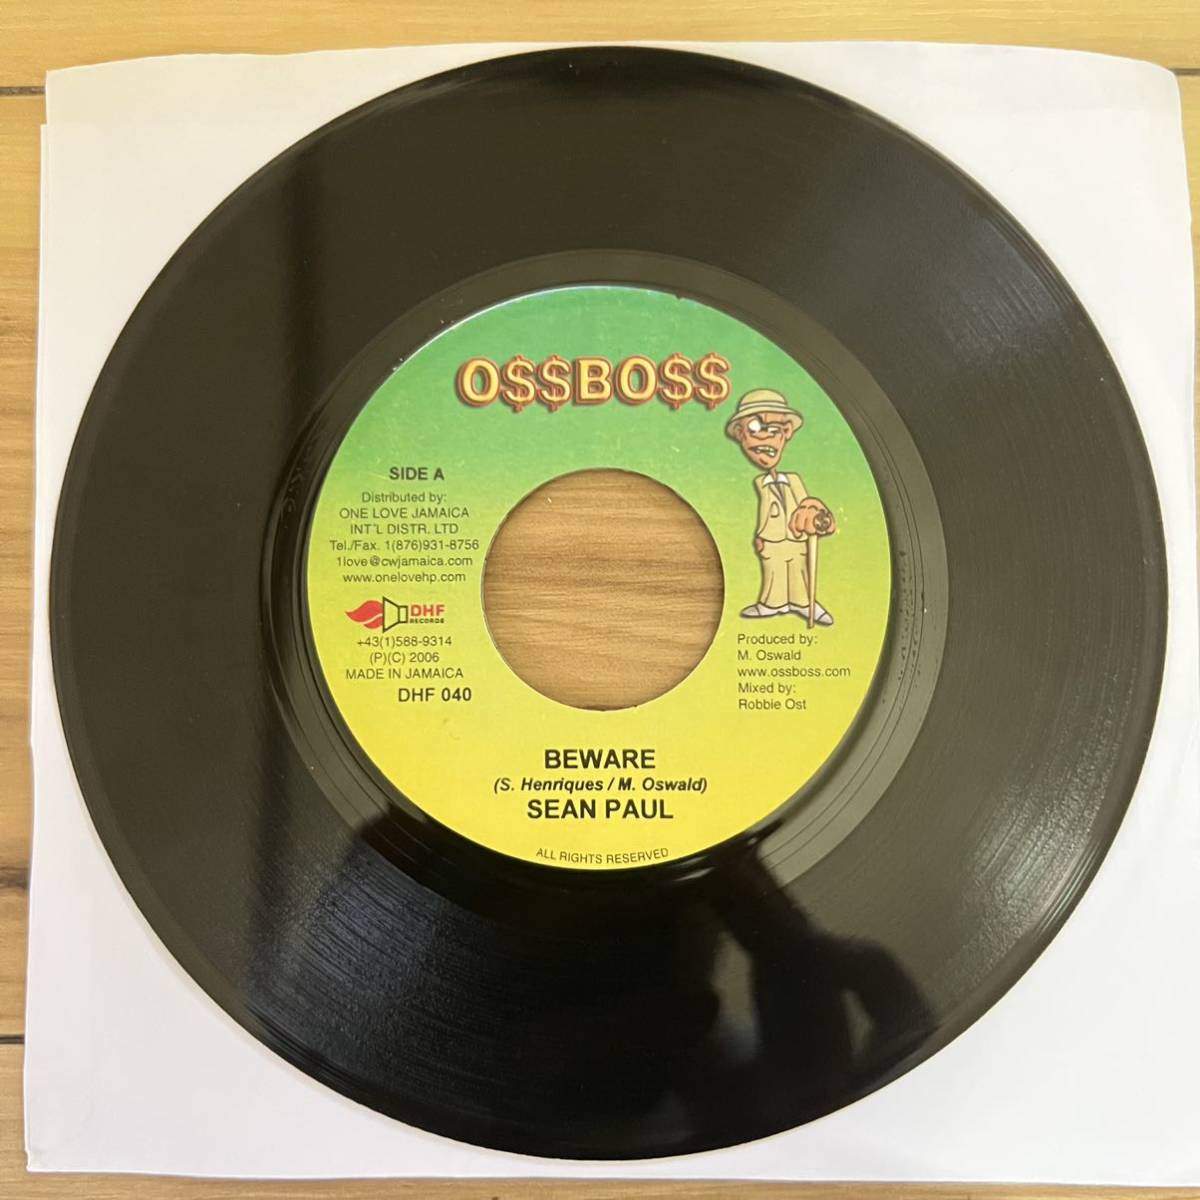 O$$BO$$
SIDE A
Distributed by:
ONE LOVE JAMAICA
INT'L DISTR. LTD
Tel./Fax. 1(876)931-8756
1love@cwjamaica.com
www.onelovehp.com
DHF
RECORDS
+43(1)588-9314
(P)(C) 2006
MADE IN JAMAICA
DHF 040
Produced by:
M. Oswald
www.ossboss.com
Mixed by:
Robbie Ost
BEWARE
(S. Henriques / M. Oswald)
SEAN PAUL
ALL RIGHTS RESERVED